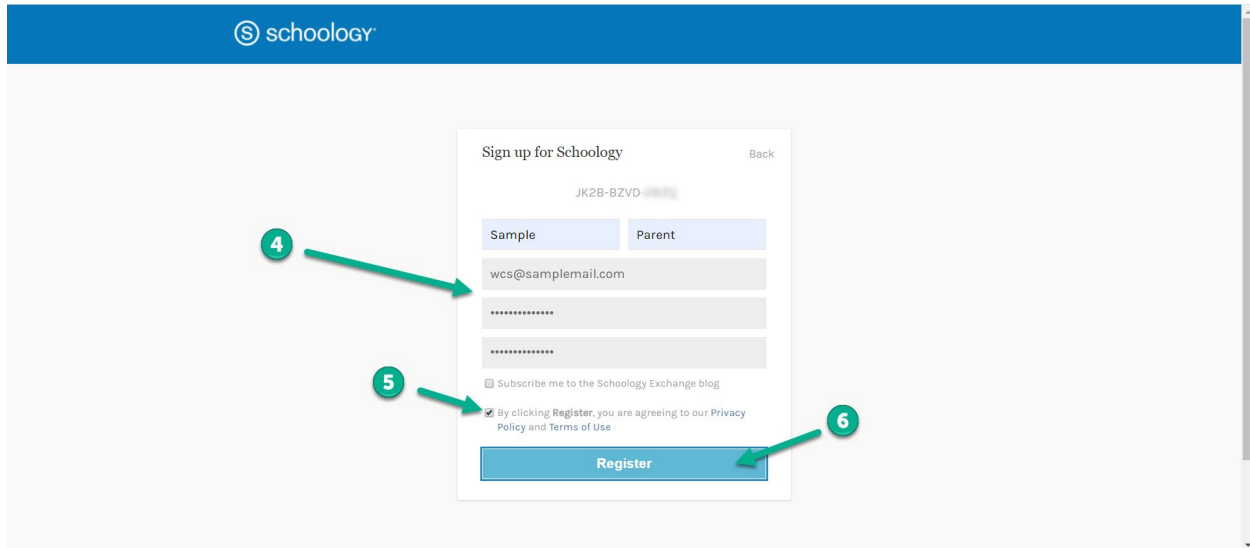 S schoology
Sign up for Schoology Back
JK2B-BZVD-
Sample Parent
4
wcs@samplemail.com
••••••••••••••
••••••••••••••
5
Subscribe me to the Schoology Exchange blog
By clicking Register, you are agreeing to our Privacy
Policy and Terms of Use
6
Register